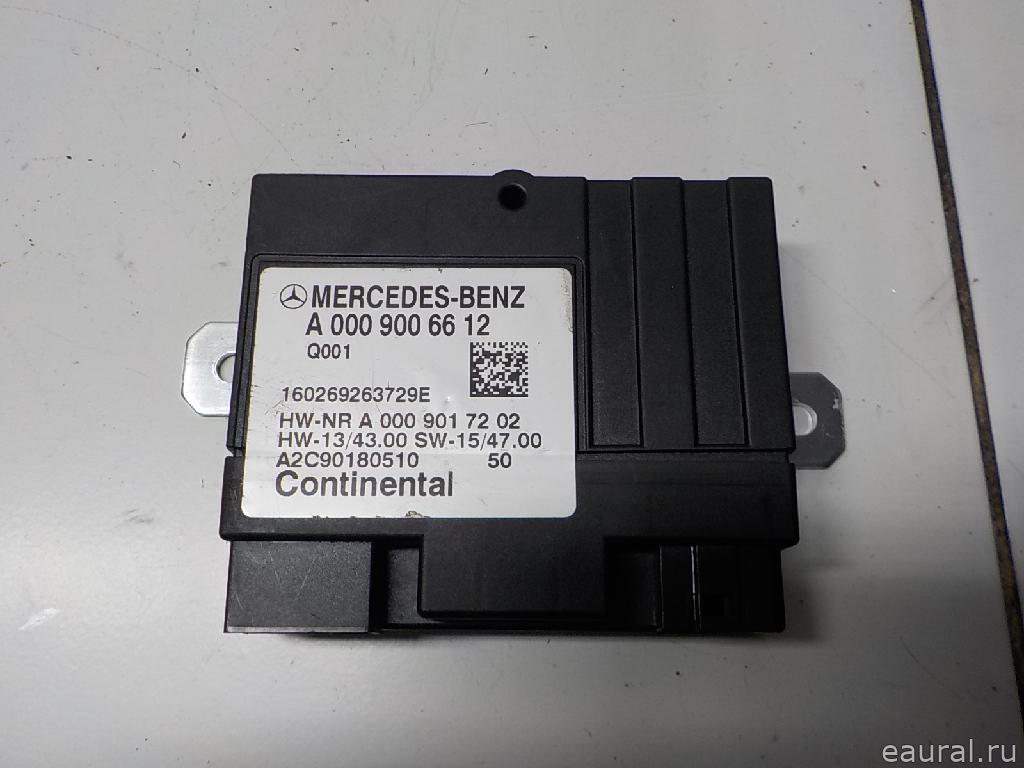 MERCEDES-BENZ
A 000 900 66 12
Q001
160269263729E
HW-NR A 000 901 72 02
HW-13/43.00 SW-15/47.00
A2C90180510 50
Continental
eaural.ru